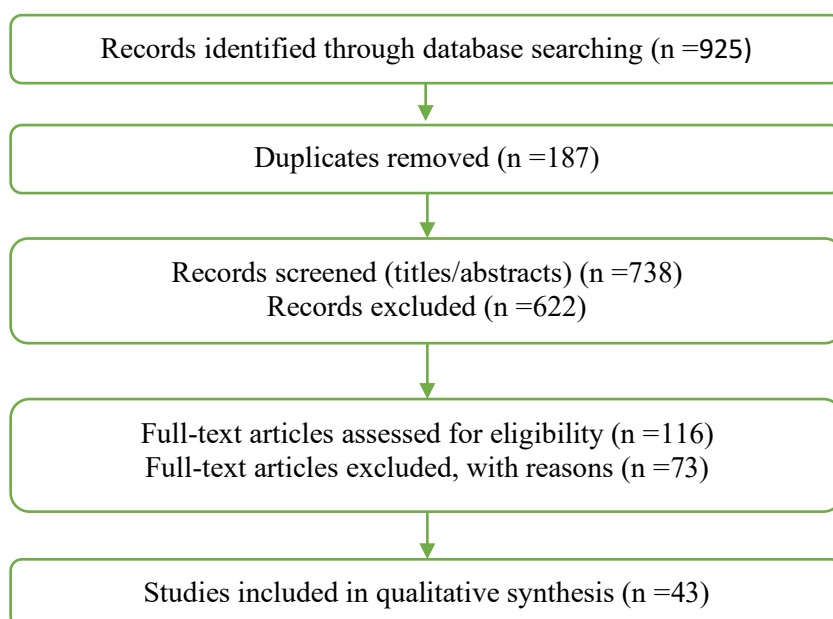 Records identified through database searching (n =925)
Duplicates removed (n =187)
Records screened (titles/abstracts) (n =738)
Records excluded (n =622)
Full-text articles assessed for eligibility (n =116)
Full-text articles excluded, with reasons (n =73)
Studies included in qualitative synthesis (n =43)